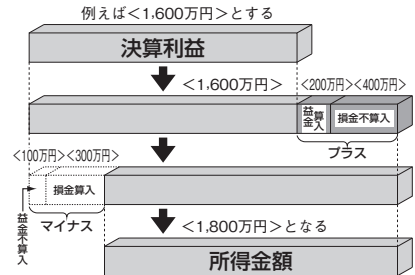 例えば<1,600万円>とする
決算利益
<1,600万円>
<200万円><400万円>
益金算入
損金不算入
プラス
<100万円><300万円>
損金算入
益金不算入
マイナス
<1,800万円>となる
所得金額